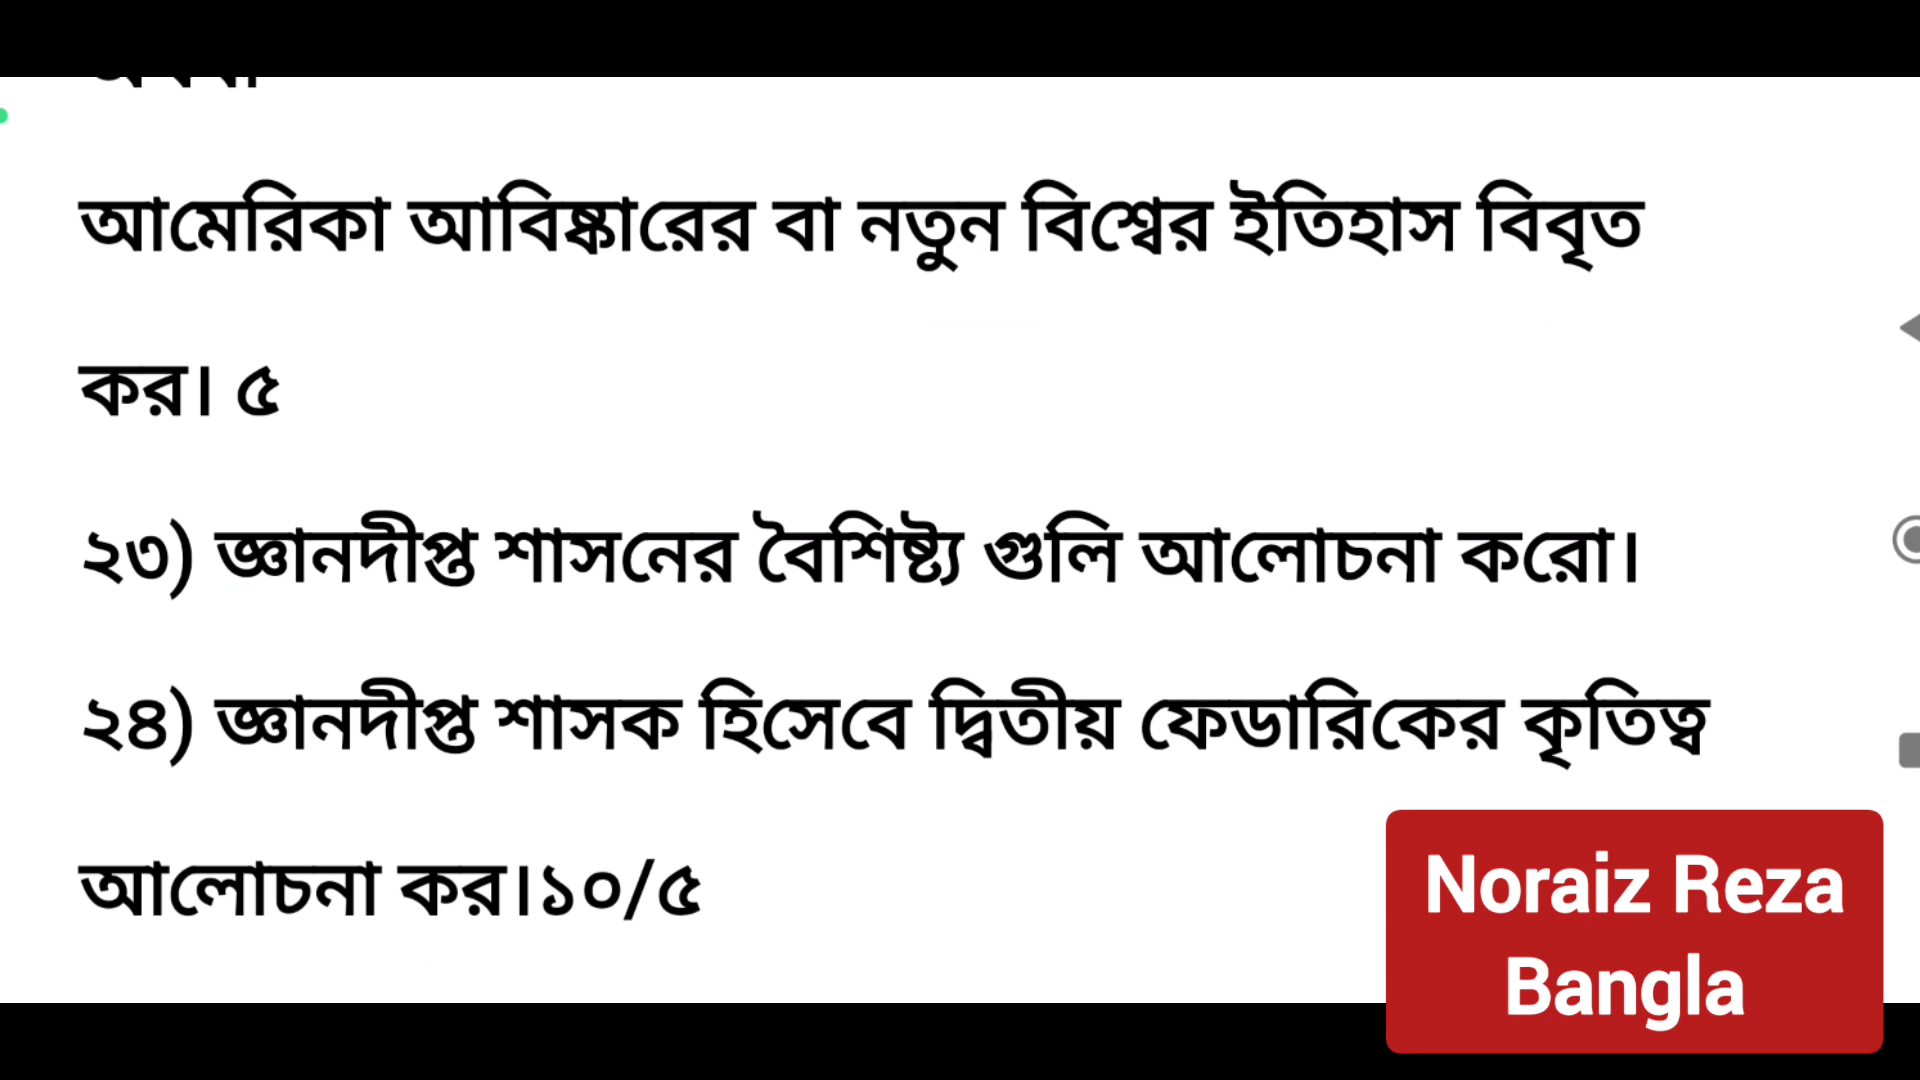 আমেরিকা আবিষ্কারের বা নতুন বিশ্বের ইতিহাস বিবৃত
কর। ৫
২৩) জ্ঞানদীপ্ত শাসনের বৈশিষ্ট্য গুলি আলোচনা করো।
২৪) জ্ঞানদীপ্ত শাসক হিসেবে দ্বিতীয় ফেডারিকের কৃতিত্ব
আলোচনা কর।১০/৫
Noraiz Reza
Bangla